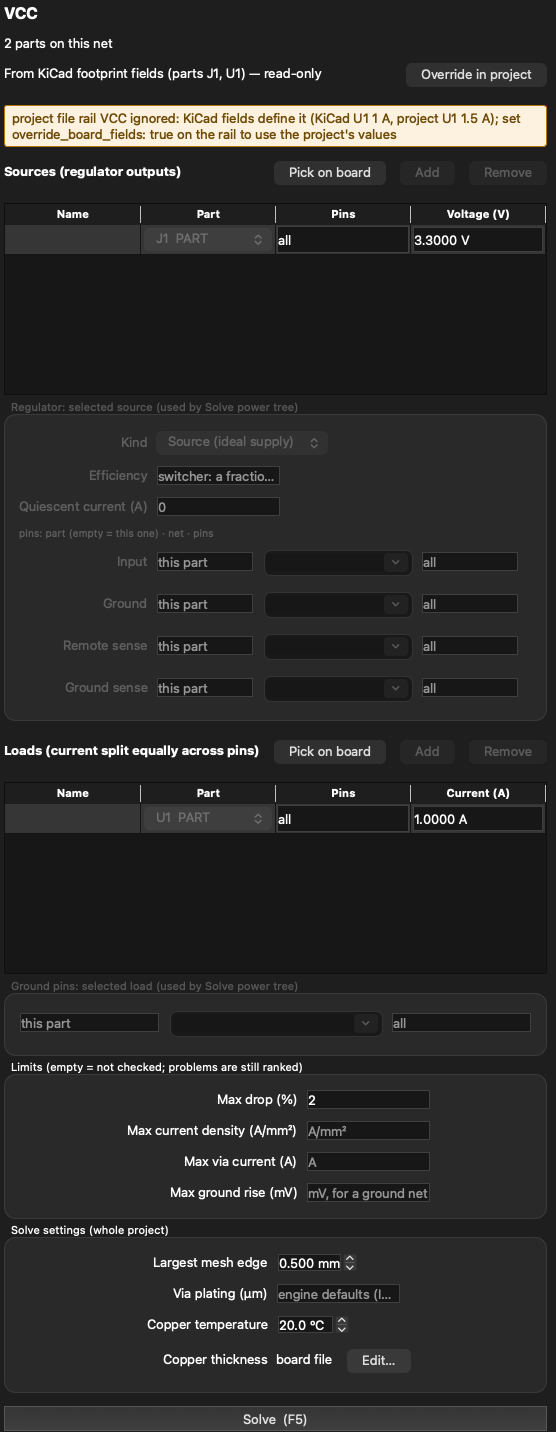 VCC
2 parts on this net
From KiCad footprint fields (parts J1, U1) — read-only
Override in project
project file rail VCC ignored: KiCad fields define it (KiCad U1 1 A, project U1 1.5 A); set
override_board_fields: true on the rail to use the project's values
Sources (regulator outputs)
Pick on board
Add
Remove
Name Part Pins Voltage (V)
J1 PART all 3.3000 V
Regulator: selected source (used by Solve power tree)
Kind Source (ideal supply)
Efficiency switcher: a fractio...
Quiescent current (A) 0
pins: part (empty = this one) · net · pins
Input this part all
Ground this part all
Remote sense this part all
Ground sense this part all
Loads (current split equally across pins)
Pick on board
Add
Remove
Name Part Pins Current (A)
U1 PART all 1.0000 A
Ground pins: selected load (used by Solve power tree)
this part all
Limits (empty = not checked; problems are still ranked)
Max drop (%) 2
Max current density (A/mm²) A/mm²
Max via current (A) A
Max ground rise (mV) mV, for a ground net
Solve settings (whole project)
Largest mesh edge 0.500 mm
Via plating (µm) engine defaults (I...
Copper temperature 20.0 °C
Copper thickness board file Edit...
Solve (F5)